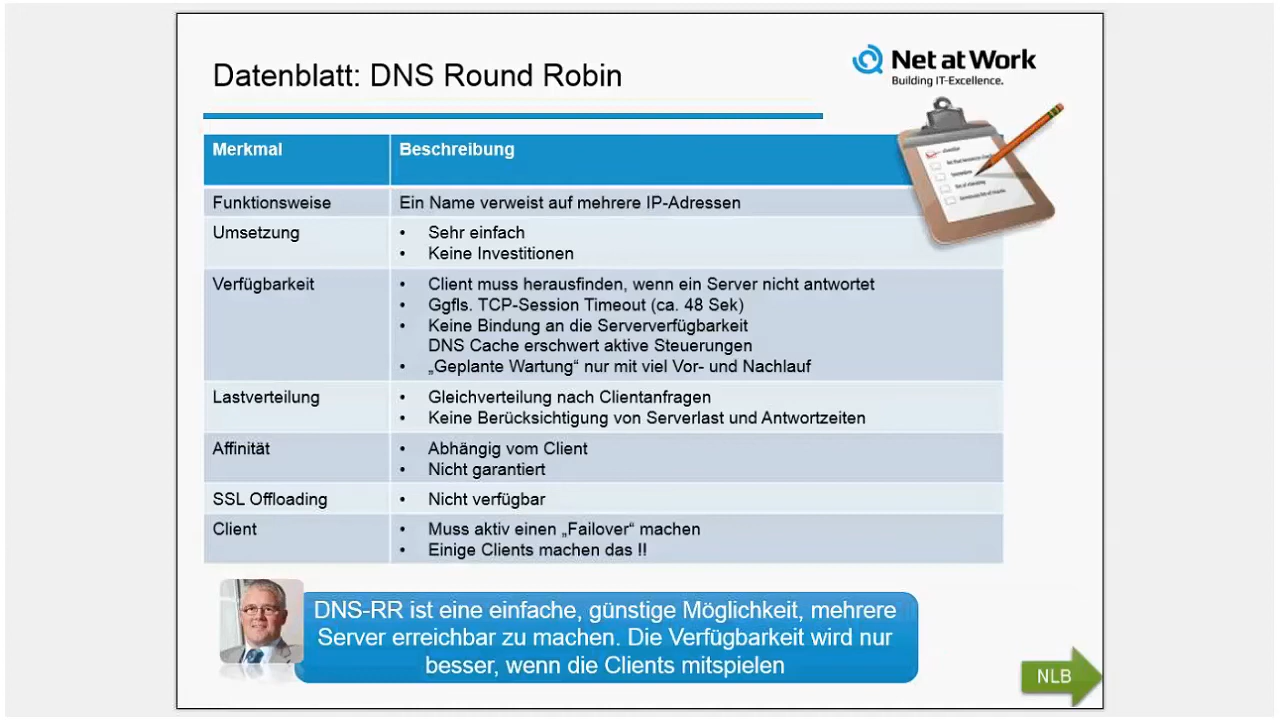 Datenblatt: DNS Round Robin
Net at Work
Building IT-Excellence.
Merkmal
Beschreibung
Funktionsweise
Ein Name verweist auf mehrere IP-Adressen
Umsetzung
• Sehr einfach
• Keine Investitionen
Verfügbarkeit
• Client muss herausfinden, wenn ein Server nicht antwortet
• Ggfls. TCP-Session Timeout (ca. 48 Sek)
• Keine Bindung an die Serververfügbarkeit
DNS Cache erschwert aktive Steuerungen
• „Geplante Wartung“ nur mit viel Vor- und Nachlauf
Lastverteilung
• Gleichverteilung nach Clientanfragen
• Keine Berücksichtigung von Serverlast und Antwortzeiten
Affinität
• Abhängig vom Client
• Nicht garantiert
SSL Offloading
• Nicht verfügbar
Client
• Muss aktiv einen „Failover“ machen
• Einige Clients machen das !!
DNS-RR ist eine einfache, günstige Möglichkeit, mehrere
Server erreichbar zu machen. Die Verfügbarkeit wird nur
besser, wenn die Clients mitspielen
NLB